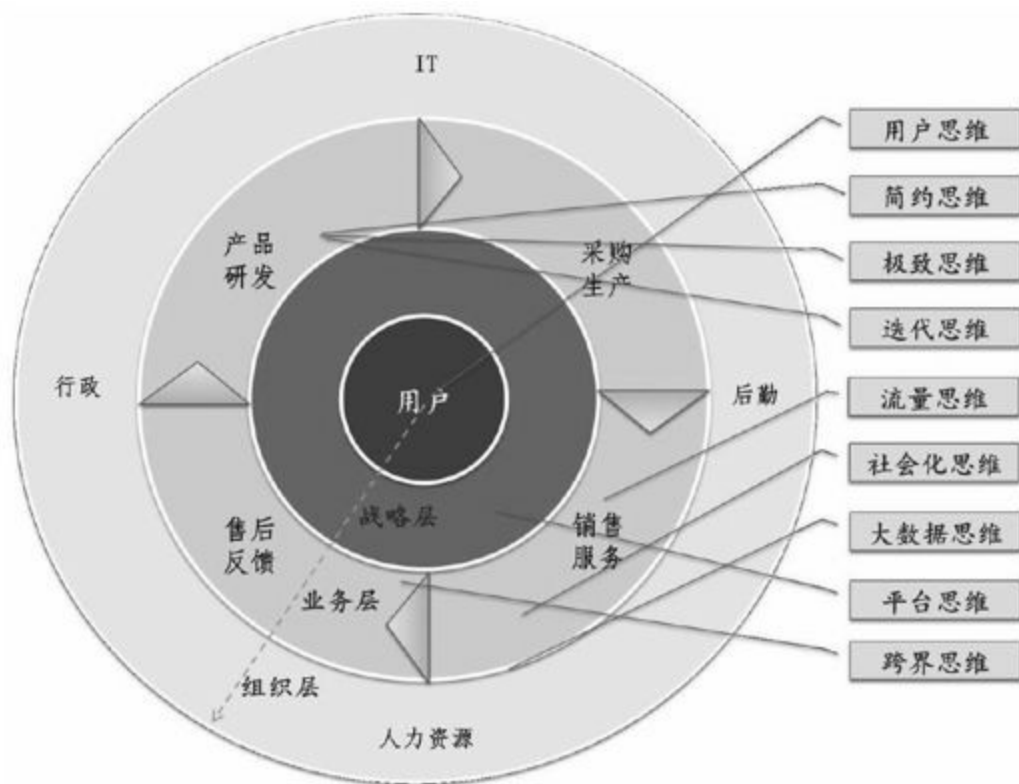 IT
用户思维
简约思维
产品
研发
采购
生产
极致思维
迭代思维
行政
用户
后勤
流量思维
社会化思维
战略层
售后
反馈
销售
服务
大数据思维
业务层
平台思维
组织层
跨界思维
人力资源